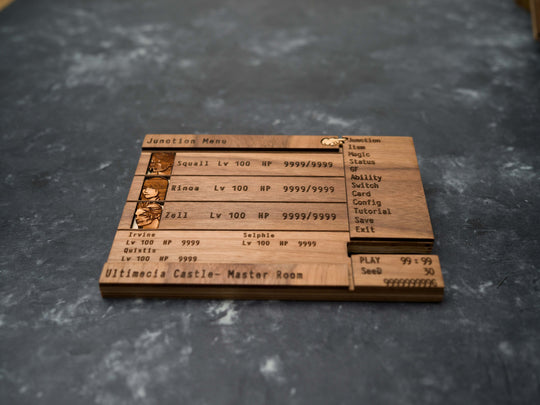 Junction Menu
Squall Lv 100 HP 9999/9999
Rinoa Lv 100 HP 9999/9999
Zell Lv 100 HP 9999/9999
Irvine Selphie
Lv 100 HP 9999 Lv 100 HP 9999
Quistis
Lv 100 HP 9999
Ultimecia Castle- Master Room
Junction
Item
Magic
Status
GF
Ability
Switch
Card
Config
Tutorial
Save
Exit
PLAY 99:99
SeeD 30